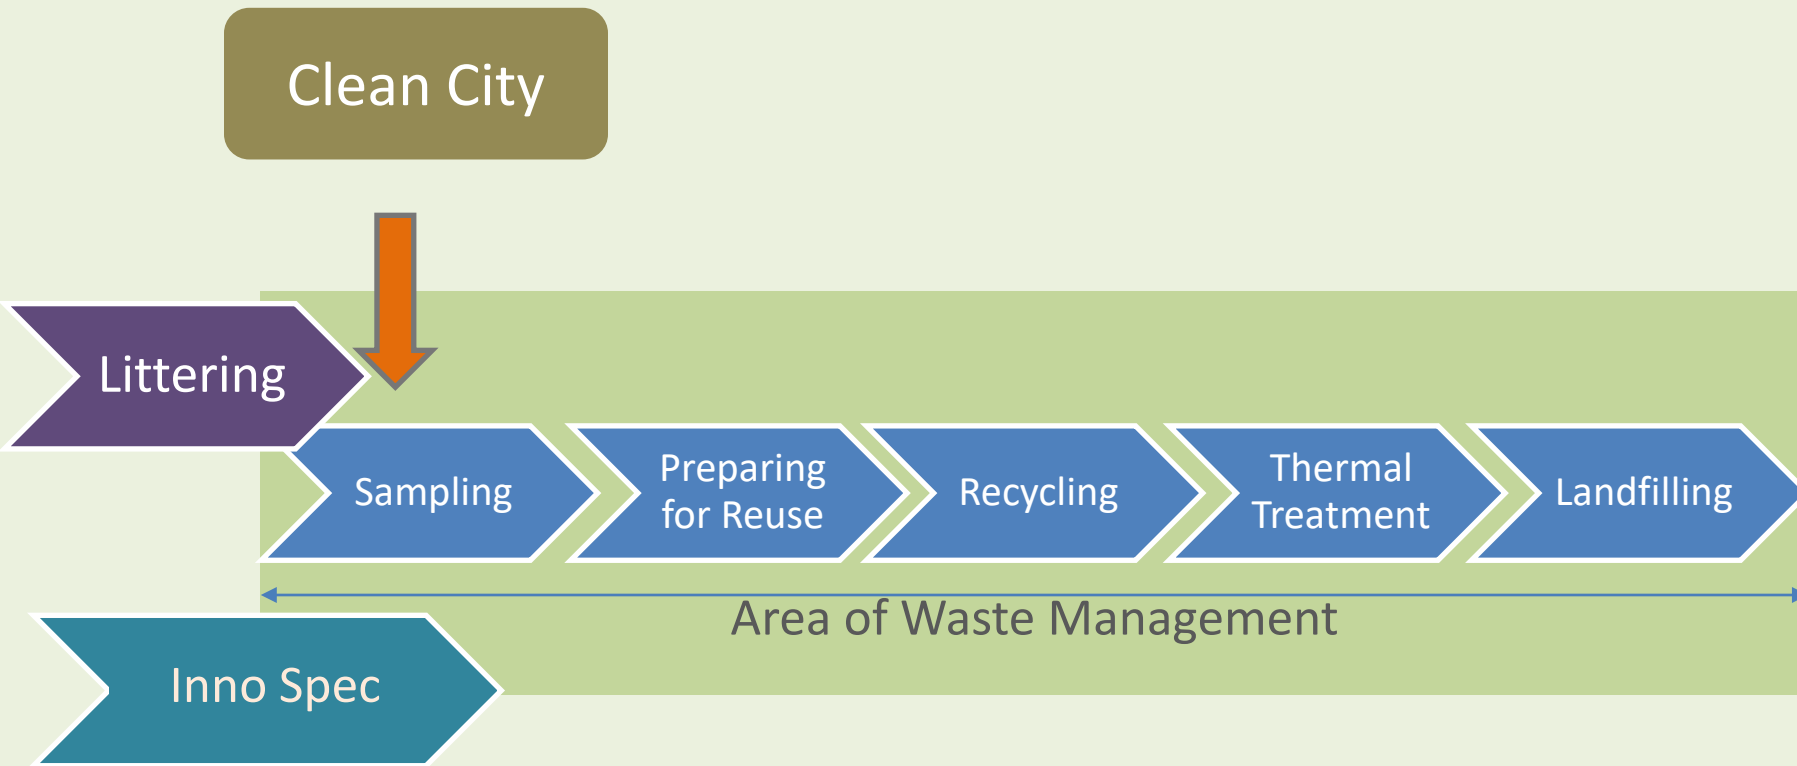 Clean City
Littering
Sampling
Preparing
for Reuse
Recycling
Thermal
Treatment
Landfilling
Area of Waste Management
Inno Spec